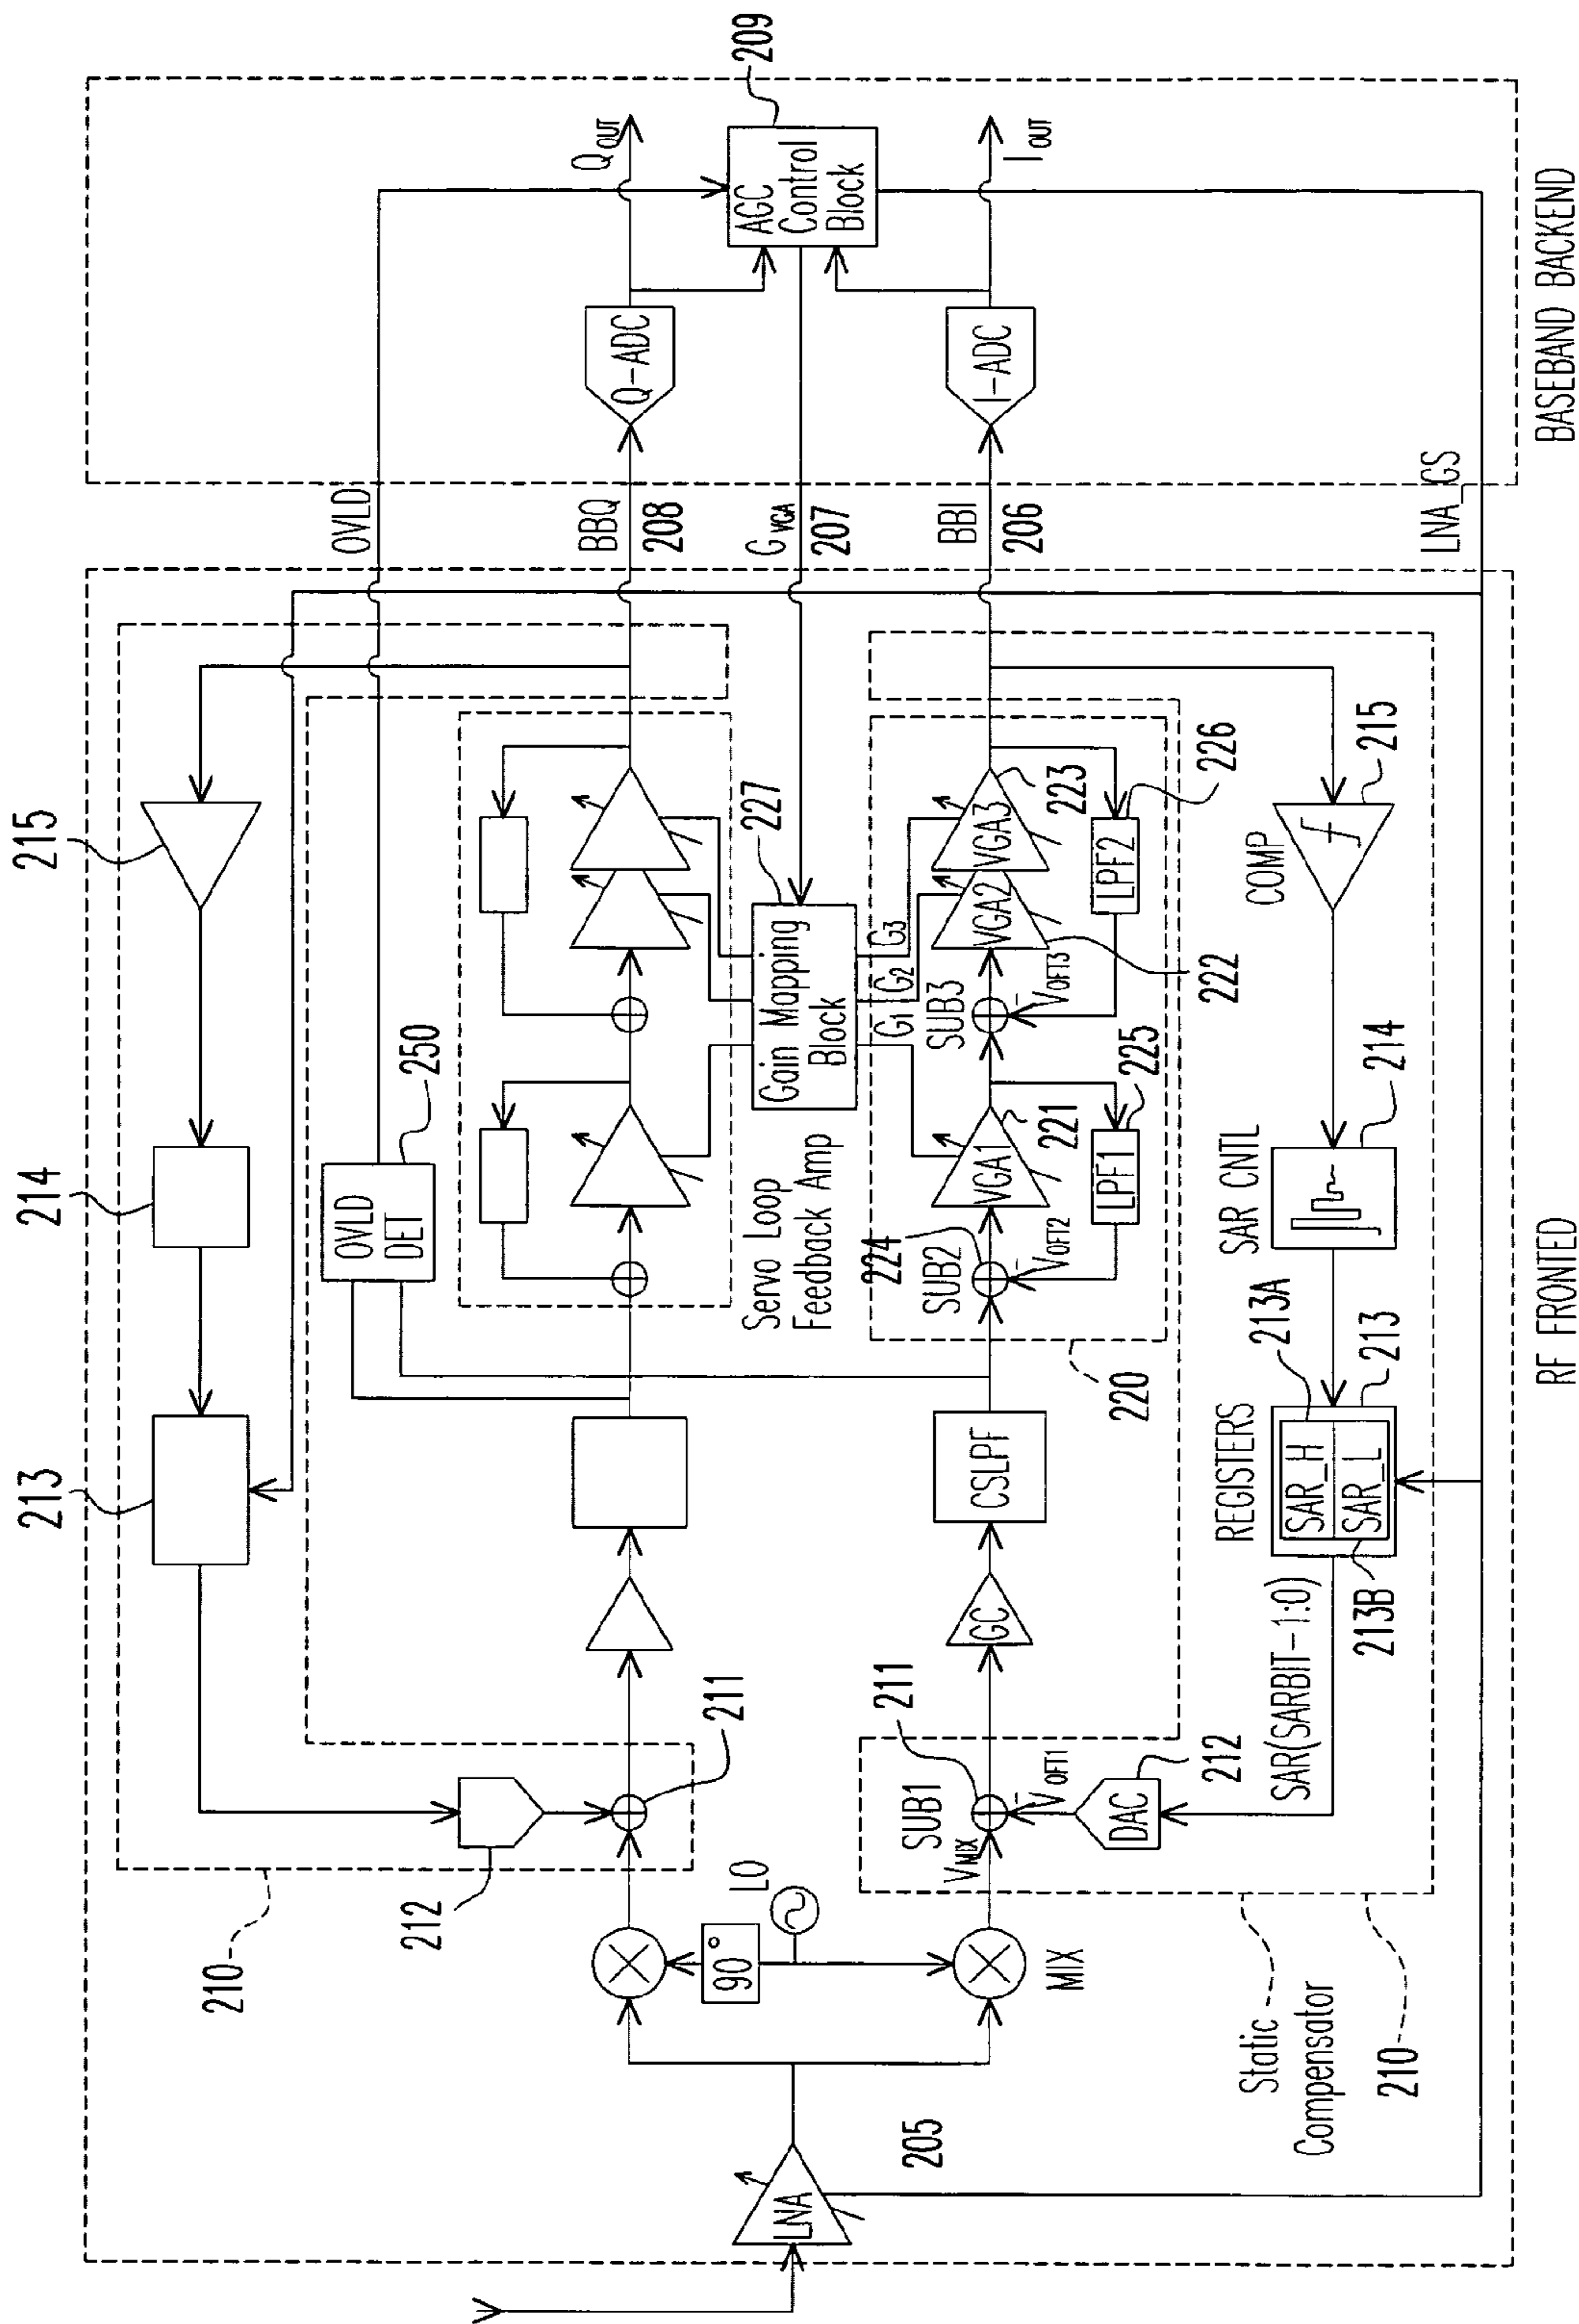 215
214
213
210
212
211
OVLD
DET
250
OVLD
BBQ
208
Q-ADC
QOUT
209
AGC
Control
Block
GVGA
207
BBI
206
I-ADC
IOUT
LNA_CS
BASEBAND BACKEND
Servo Loop
Feedback Amp
Gain Mapping
Block
227
G1
G2
G3
LNA
205
90°
LO
MIX
VMIX
SUB1
211
-
VOFT1
DAC
212
GC
CSLPF
220
SUB2
224
-
VOFT2
VGA1
221
LPF1
225
SUB3
-
VOFT3
VGA2
222
VGA3
223
LPF2
226
COMP
215
SAR CNTL
214
REGISTERS
213A
213
SAR_H
SAR_L
213B
SAR(SARBIT-1:0)
Static
Compensator
210
RF FRONTED